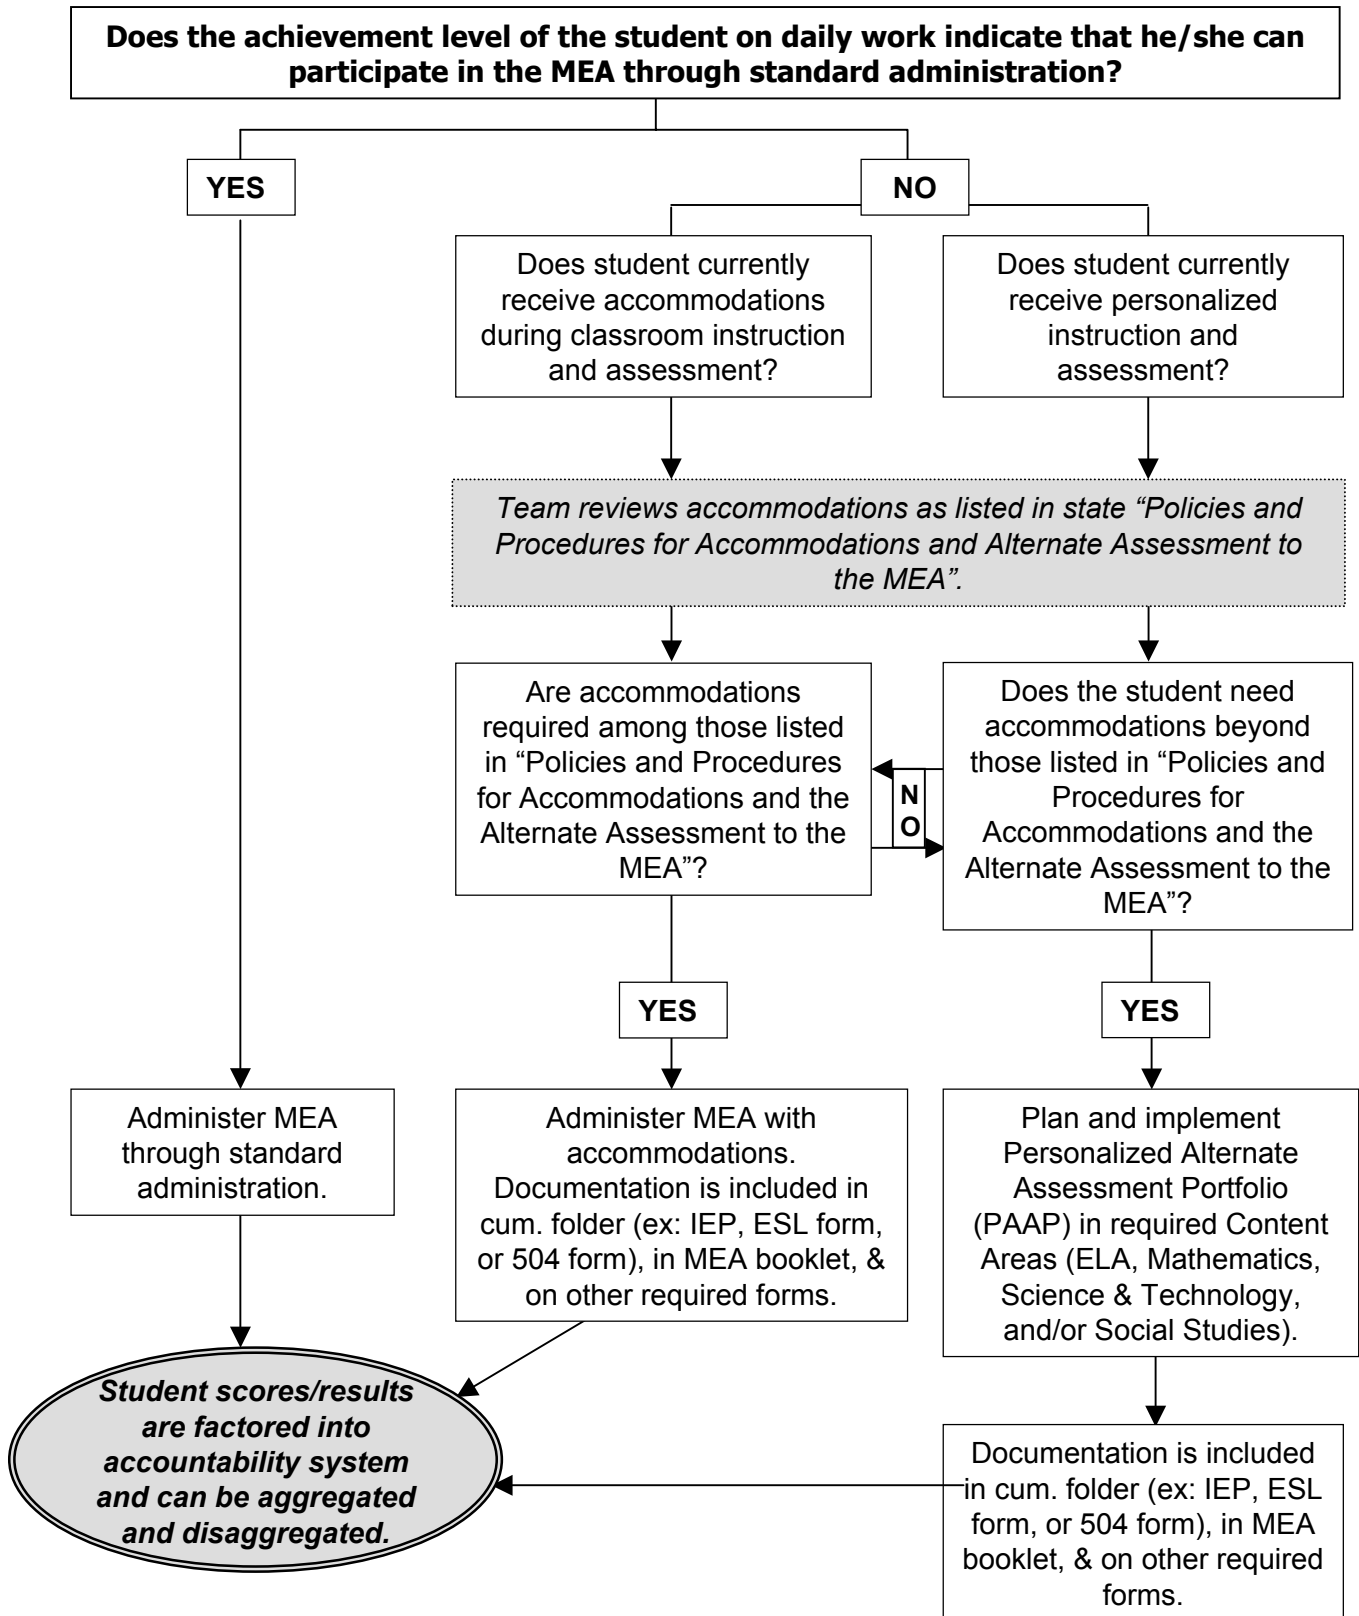 Does the achievement level of the student on daily work indicate that he/she can
participate in the MEA through standard administration?
YES
NO
Does student currently
receive accommodations
during classroom instruction
and assessment?
Does student currently
receive personalized
instruction and
assessment?
Team reviews accommodations as listed in state “Policies and
Procedures for Accommodations and Alternate Assessment to
the MEA”.
Are accommodations
required among those listed
in “Policies and Procedures
for Accommodations and the
Alternate Assessment to the
MEA”?
N
O
Does the student need
accommodations beyond
those listed in “Policies and
Procedures for
Accommodations and the
Alternate Assessment to the
MEA”?
YES
YES
Administer MEA
through standard
administration.
Administer MEA with
accommodations.
Documentation is included in
cum. folder (ex: IEP, ESL form,
or 504 form), in MEA booklet, &
on other required forms.
Plan and implement
Personalized Alternate
Assessment Portfolio
(PAAP) in required Content
Areas (ELA, Mathematics,
Science & Technology,
and/or Social Studies).
Student scores/results
are factored into
accountability system
and can be aggregated
and disaggregated.
Documentation is included
in cum. folder (ex: IEP, ESL
form, or 504 form), in MEA
booklet, & on other required
forms.